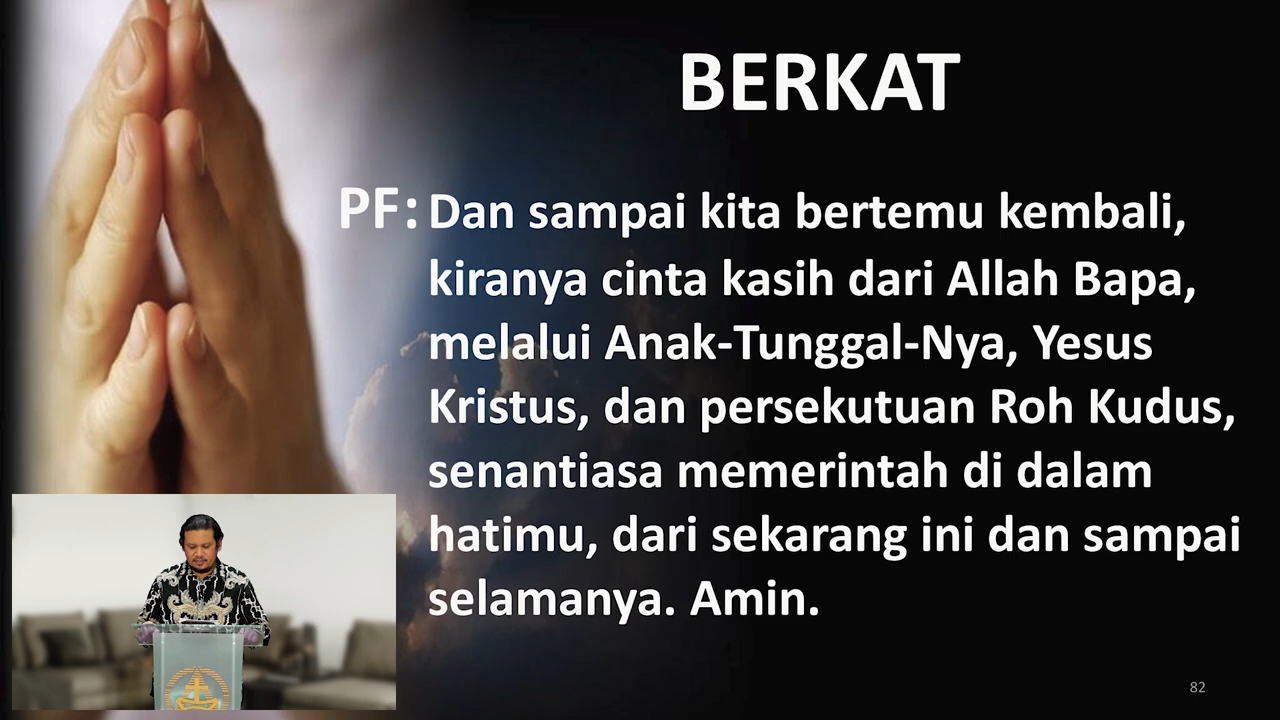 BERKAT
PF: Dan sampai kita bertemu kembali,
kiranya cinta kasih dari Allah Bapa,
melalui Anak-Tunggal-Nya, Yesus
Kristus, dan persekutuan Roh Kudus,
senantiasa memerintah di dalam
hatimu, dari sekarang ini dan sampai
selamanya. Amin.
82